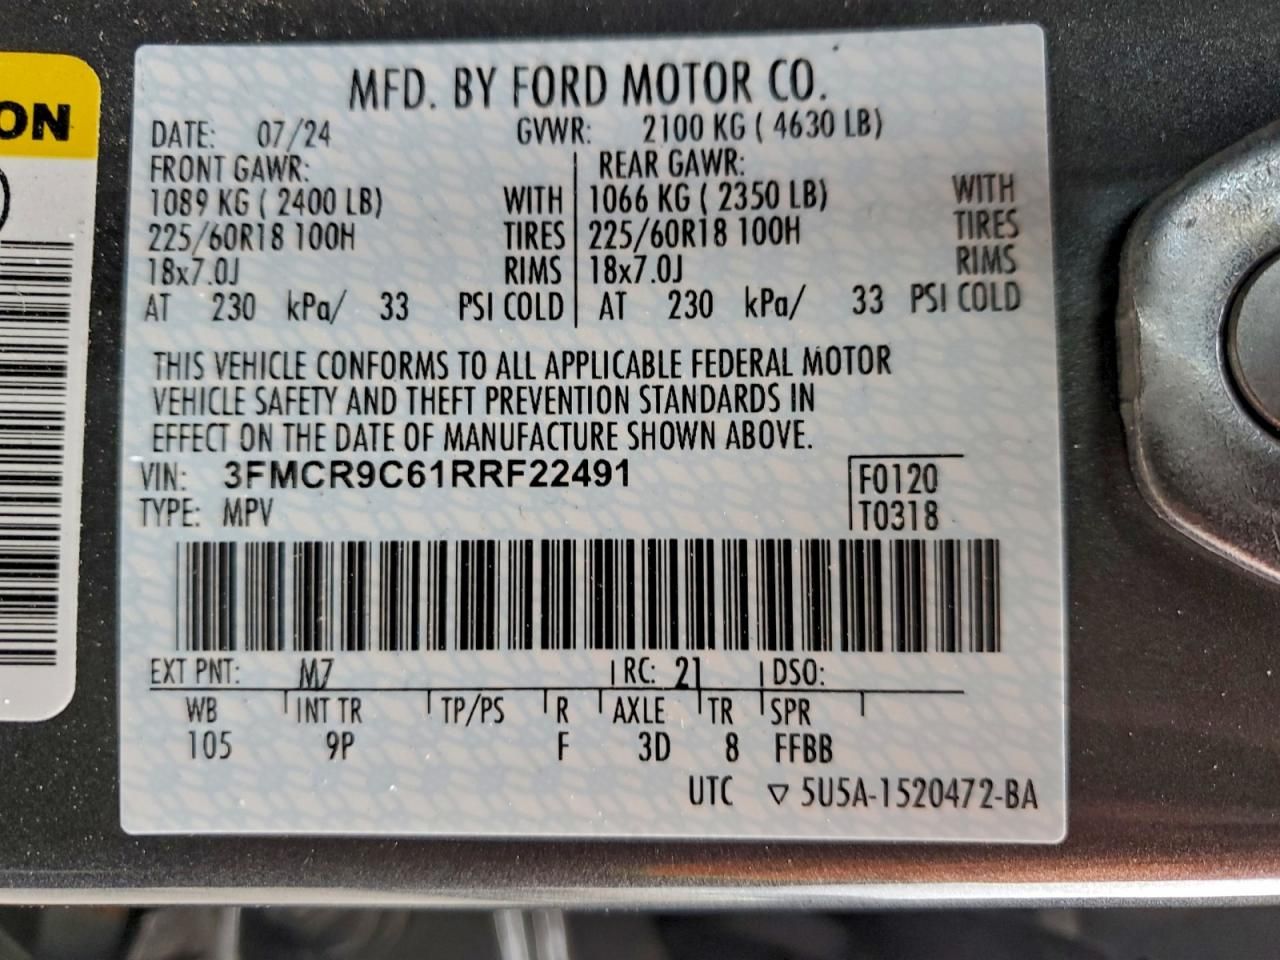 ON
MFD. BY FORD MOTOR CO.
DATE: 07/24 GVWR: 2100 KG ( 4630 LB)
FRONT GAWR: REAR GAWR:
1089 KG ( 2400 LB) WITH 1066 KG ( 2350 LB) WITH
225/60R18 100H TIRES 225/60R18 100H TIRES
18x7.0J RIMS 18x7.0J RIMS
AT 230 kPa/ 33 PSI COLD AT 230 kPa/ 33 PSI COLD
THIS VEHICLE CONFORMS TO ALL APPLICABLE FEDERAL MOTOR
VEHICLE SAFETY AND THEFT PREVENTION STANDARDS IN
EFFECT ON THE DATE OF MANUFACTURE SHOWN ABOVE.
VIN: 3FMCR9C61RRF22491 F0120
TYPE: MPV T0318
EXT PNT: M7 RC: 21 DSO:
WB INT TR TP/PS R AXLE TR SPR
105 9P F 3D 8 FFBB
UTC ▽ 5U5A-1520472-BA